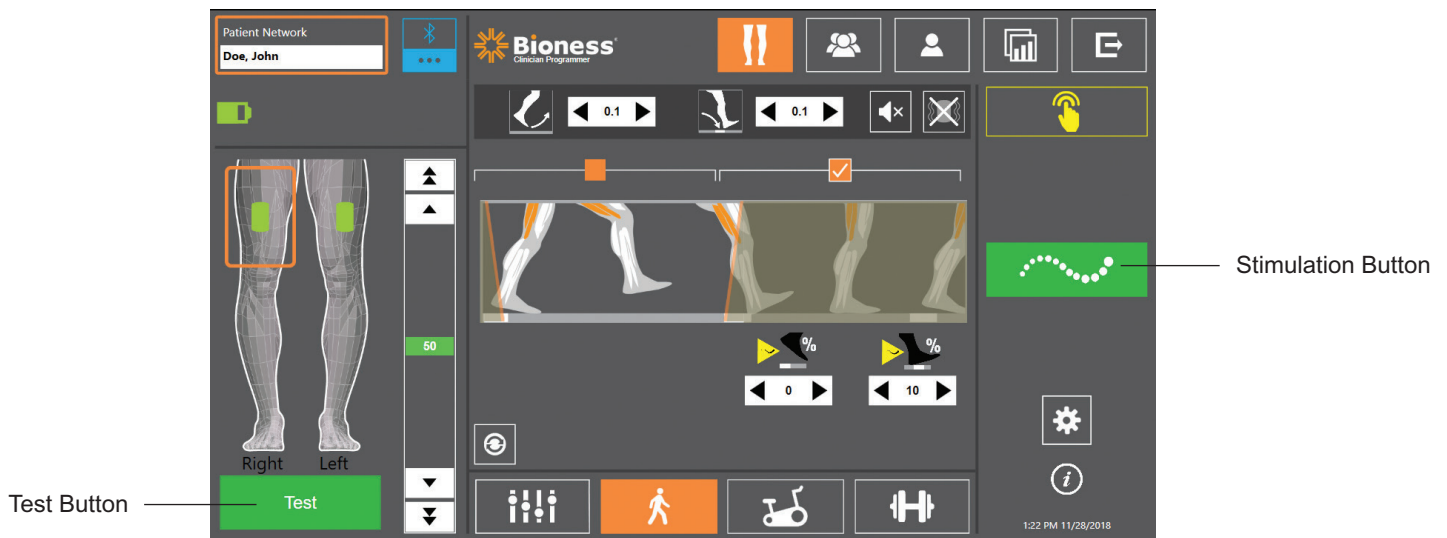 Patient Network
Doe, John
Bioness
Clinician Programmer
0.1
0.1
50
%
%
0
10
Right
Left
Test
i
1:22 PM 11/28/2018
Test Button
Stimulation Button